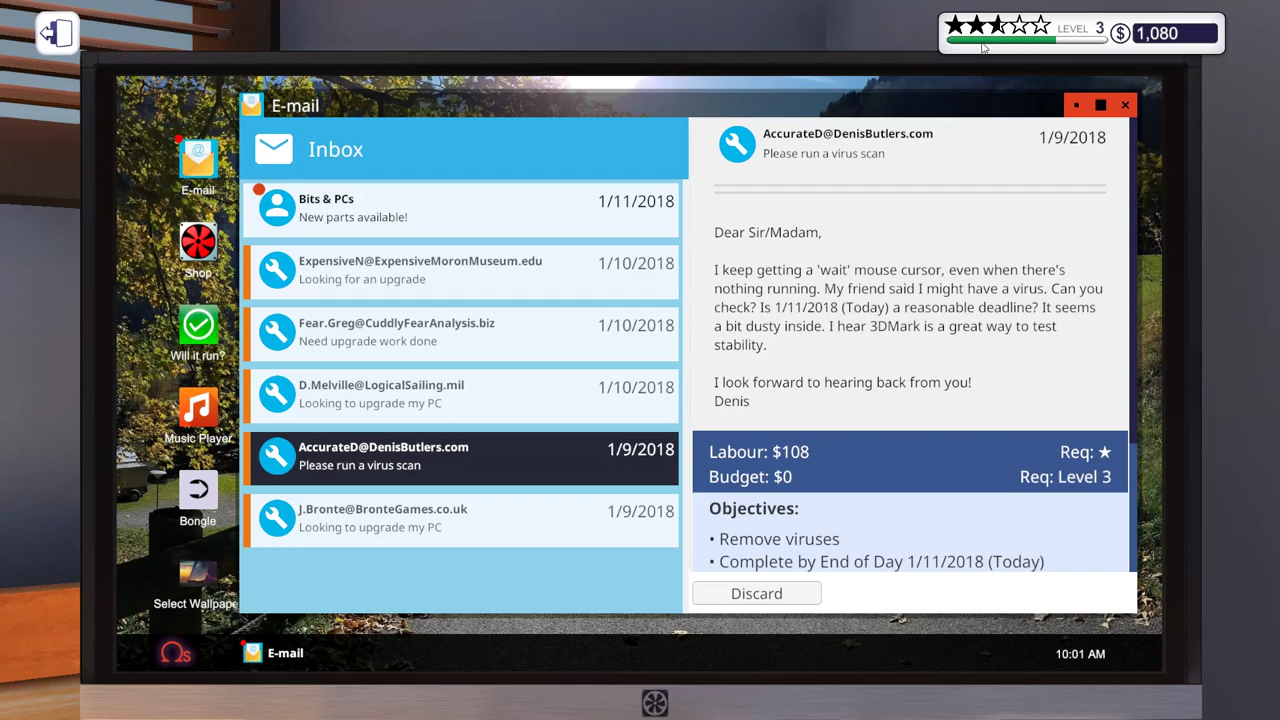 LEVEL 3
$ 1,080
E-mail
Inbox
Bits & PCs
1/11/2018
New parts available!
ExpensiveN@ExpensiveMoronMuseum.edu
1/10/2018
Looking for an upgrade
Fear.Greg@CuddlyFearAnalysis.biz
1/10/2018
Need upgrade work done
D.Melville@LogicalSailing.mil
1/10/2018
Looking to upgrade my PC
AccurateD@DenisButlers.com
1/9/2018
Please run a virus scan
J.Bronte@BronteGames.co.uk
1/9/2018
Looking to upgrade my PC
AccurateD@DenisButlers.com
1/9/2018
Please run a virus scan
Dear Sir/Madam,
I keep getting a 'wait' mouse cursor, even when there's
nothing running. My friend said I might have a virus. Can you
check? Is 1/11/2018 (Today) a reasonable deadline? It seems
a bit dusty inside. I hear 3DMark is a great way to test
stability.
I look forward to hearing back from you!
Denis
Labour: $108
Req: ★
Budget: $0
Req: Level 3
Objectives:
• Remove viruses
• Complete by End of Day 1/11/2018 (Today)
Discard
E-mail
Shop
Will it run?
Music Player
Bongle
Select Wallpape
Ωs
E-mail
10:01 AM